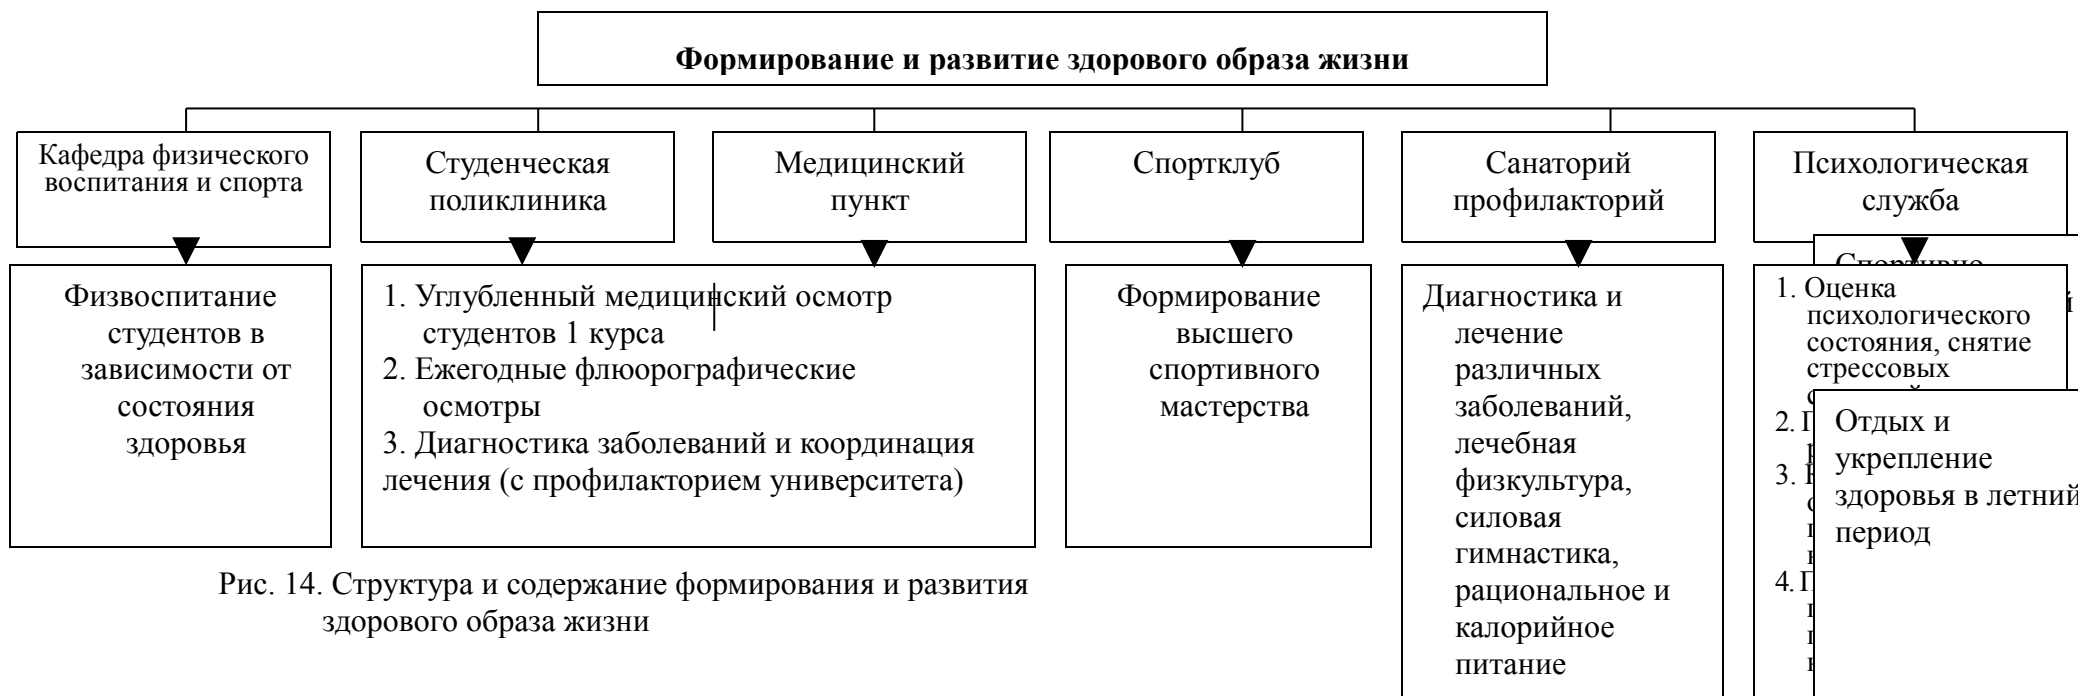 Формирование и развитие здорового образа жизни
Кафедра физического
воспитания и спорта
Студенческая
поликлиника
Медицинский
пункт
Спортклуб
Санаторий
профилакторий
Психологическая
служба
Физвоспитание
студентов в
зависимости от
состояния
здоровья
1. Углубленный медицинский осмотр
студентов 1 курса
2. Ежегодные флюорографические
осмотры
3. Диагностика заболеваний и координация
лечения (с профилакторием университета)
Формирование
высшего
спортивного
мастерства
Диагностика и
лечение
различных
заболеваний,
лечебная
физкультура,
силовая
гимнастика,
рациональное и
калорийное
питание
1. Оценка
психологического
состояния, снятие
стрессовых
2.
3.
4.
Отдых и
укрепление
здоровья в летний
период
Рис. 14. Структура и содержание формирования и развития
здорового образа жизни